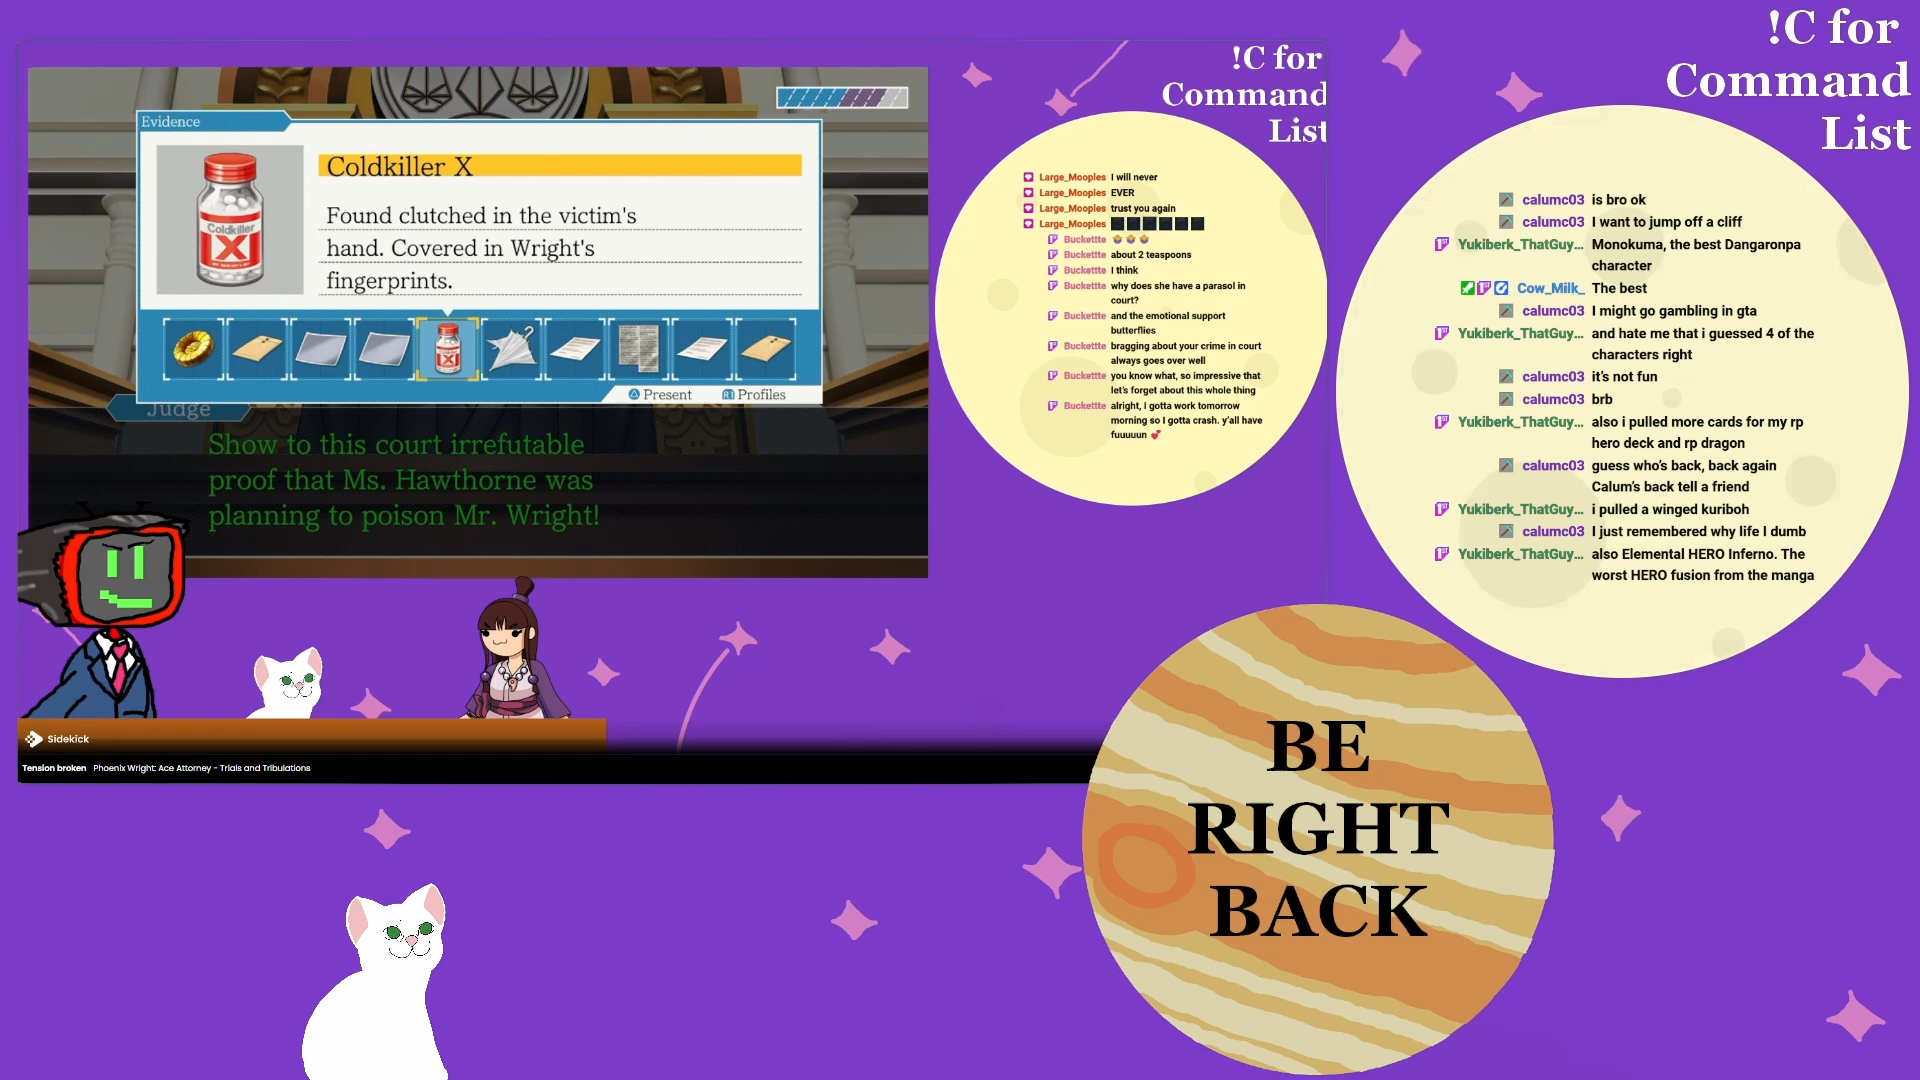 !C for
Command
List
!C for
Command
List
Evidence
Coldkiller X
Found clutched in the victim's
hand. Covered in Wright's
fingerprints.
Coldkiller
X
Present
Profiles
Judge
Show to this court irrefutable
proof that Ms. Hawthorne was
planning to poison Mr. Wright!
Large_Mooples I will never
Large_Mooples EVER
Large_Mooples trust you again
Large_Mooples
Buckettte
Buckettte about 2 teaspoons
Buckettte I think
Buckettte why does she have a parasol in
court?
Buckettte and the emotional support
butterflies
Buckettte bragging about your crime in court
always goes over well
Buckettte you know what, so impressive that
let's forget about this whole thing
Buckettte alright, I gotta work tomorrow
morning so I gotta crash. y'all have
fuuuuun 💕
calumc03 is bro ok
calumc03 I want to jump off a cliff
Yukiberk_ThatGuy... Monokuma, the best Dangaronpa
character
Cow_Milk_ The best
calumc03 I might go gambling in gta
Yukiberk_ThatGuy... and hate me that i guessed 4 of the
characters right
calumc03 it's not fun
calumc03 brb
Yukiberk_ThatGuy... also i pulled more cards for my rp
hero deck and rp dragon
calumc03 guess who's back, back again
Calum's back tell a friend
Yukiberk_ThatGuy... i pulled a winged kuriboh
calumc03 I just remembered why life I dumb
Yukiberk_ThatGuy... also Elemental HERO Inferno. The
worst HERO fusion from the manga
Sidekick
Tension broken Phoenix Wright: Ace Attorney - Trials and Tribulations
BE
RIGHT
BACK